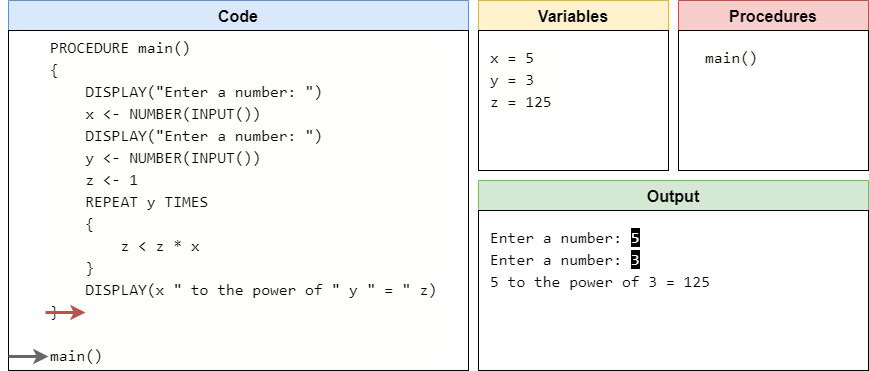 Code
PROCEDURE main()
{
DISPLAY("Enter a number: ")
x <- NUMBER(INPUT())
DISPLAY("Enter a number: ")
y <- NUMBER(INPUT())
z <- 1
REPEAT y TIMES
{
z < z * x
}
DISPLAY(x " to the power of " y " = " z)
}
main()
Variables
x = 5
y = 3
z = 125
Procedures
main()
Output
Enter a number: 5
Enter a number: 3
5 to the power of 3 = 125